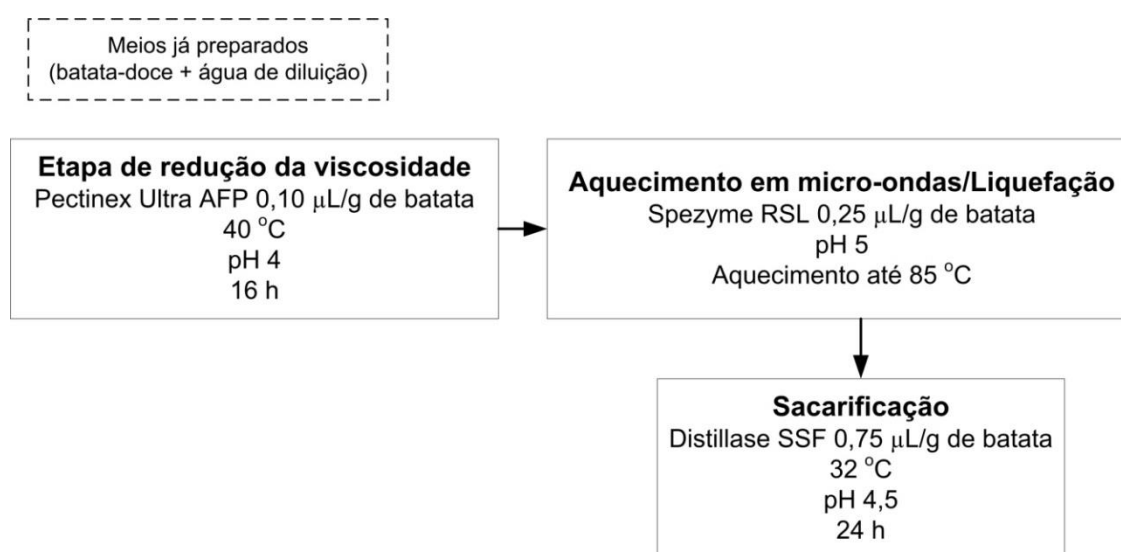 Meios já preparados
(batata-doce + água de diluição)
Etapa de redução da viscosidade
Pectinex Ultra AFP 0,10 μL/g de batata
40 °C
pH 4
16 h
Aquecimento em micro-ondas/Liquefação
Spezyme RSL 0,25 μL/g de batata
pH 5
Aquecimento até 85 °C
Sacarificação
Distillase SSF 0,75 μL/g de batata
32 °C
pH 4,5
24 h